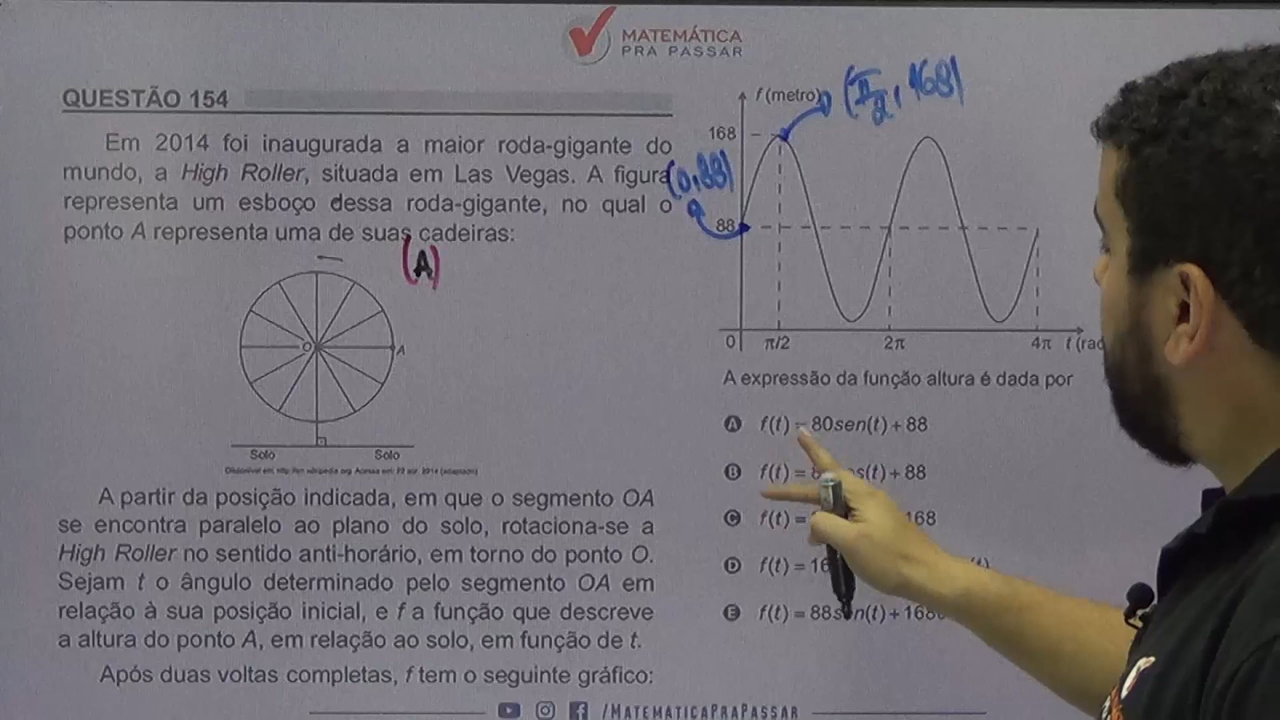 MATEMÁTICA
PRA PASSAR
QUESTÃO 154
Em 2014 foi inaugurada a maior roda-gigante do
mundo, a High Roller, situada em Las Vegas. A figura
representa um esboço dessa roda-gigante, no qual o
ponto A representa uma de suas cadeiras:
(A)
O
A
Solo
Solo
A partir da posição indicada, em que o segmento OA
se encontra paralelo ao plano do solo, rotaciona-se a
High Roller no sentido anti-horário, em torno do ponto O.
Sejam t o ângulo determinado pelo segmento OA em
relação à sua posição inicial, e f a função que descreve
a altura do ponto A, em relação ao solo, em função de t.
Após duas voltas completas, f tem o seguinte gráfico:
f (metro)
(π/2, 168)
168
(0,88)
88
0
π/2
2π
4π
t (rad
A expressão da função altura é dada por
A f(t) = 80sen(t) + 88
B f(t) = 8 s(t) + 88
C f(t) = 168
D f(t) = 16
E f(t) = 88sen(t) + 168
/MATEMATICAPRAPASSAR